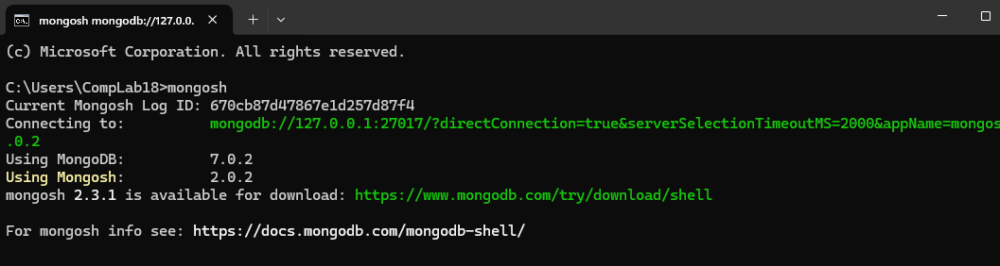 mongosh mongodb://127.0.0.
(c) Microsoft Corporation. All rights reserved.
C:\Users\CompLab18>mongosh
Current Mongosh Log ID: 670cb87d47867e1d257d87f4
Connecting to: mongodb://127.0.0.1:27017/?directConnection=true&serverSelectionTimeoutMS=2000&appName=mongos
.0.2
Using MongoDB: 7.0.2
Using Mongosh: 2.0.2
mongosh 2.3.1 is available for download: https://www.mongodb.com/try/download/shell
For mongosh info see: https://docs.mongodb.com/mongodb-shell/